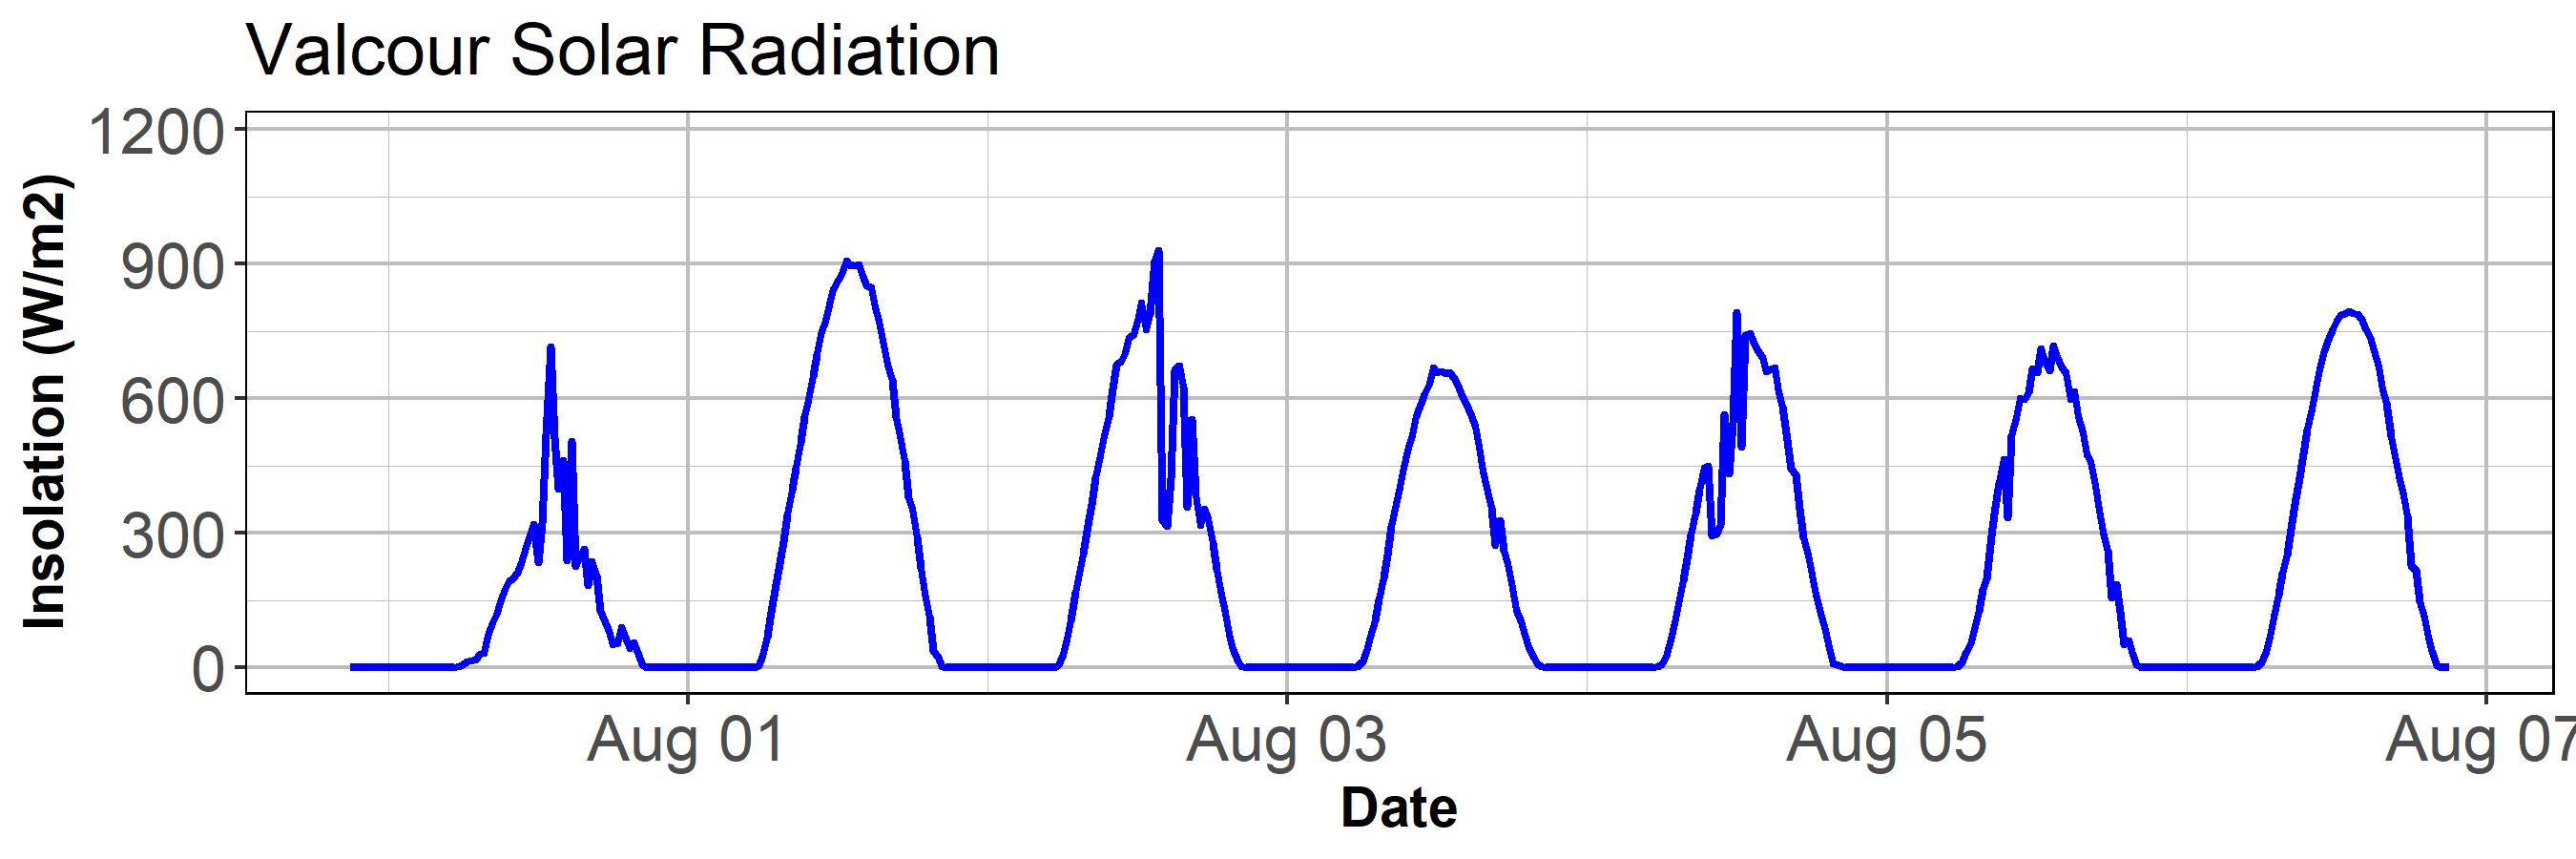 Valcour Solar Radiation
1200
900
600
300
0
Insolation (W/m2)
Aug 01
Aug 03
Aug 05
Aug 07
Date